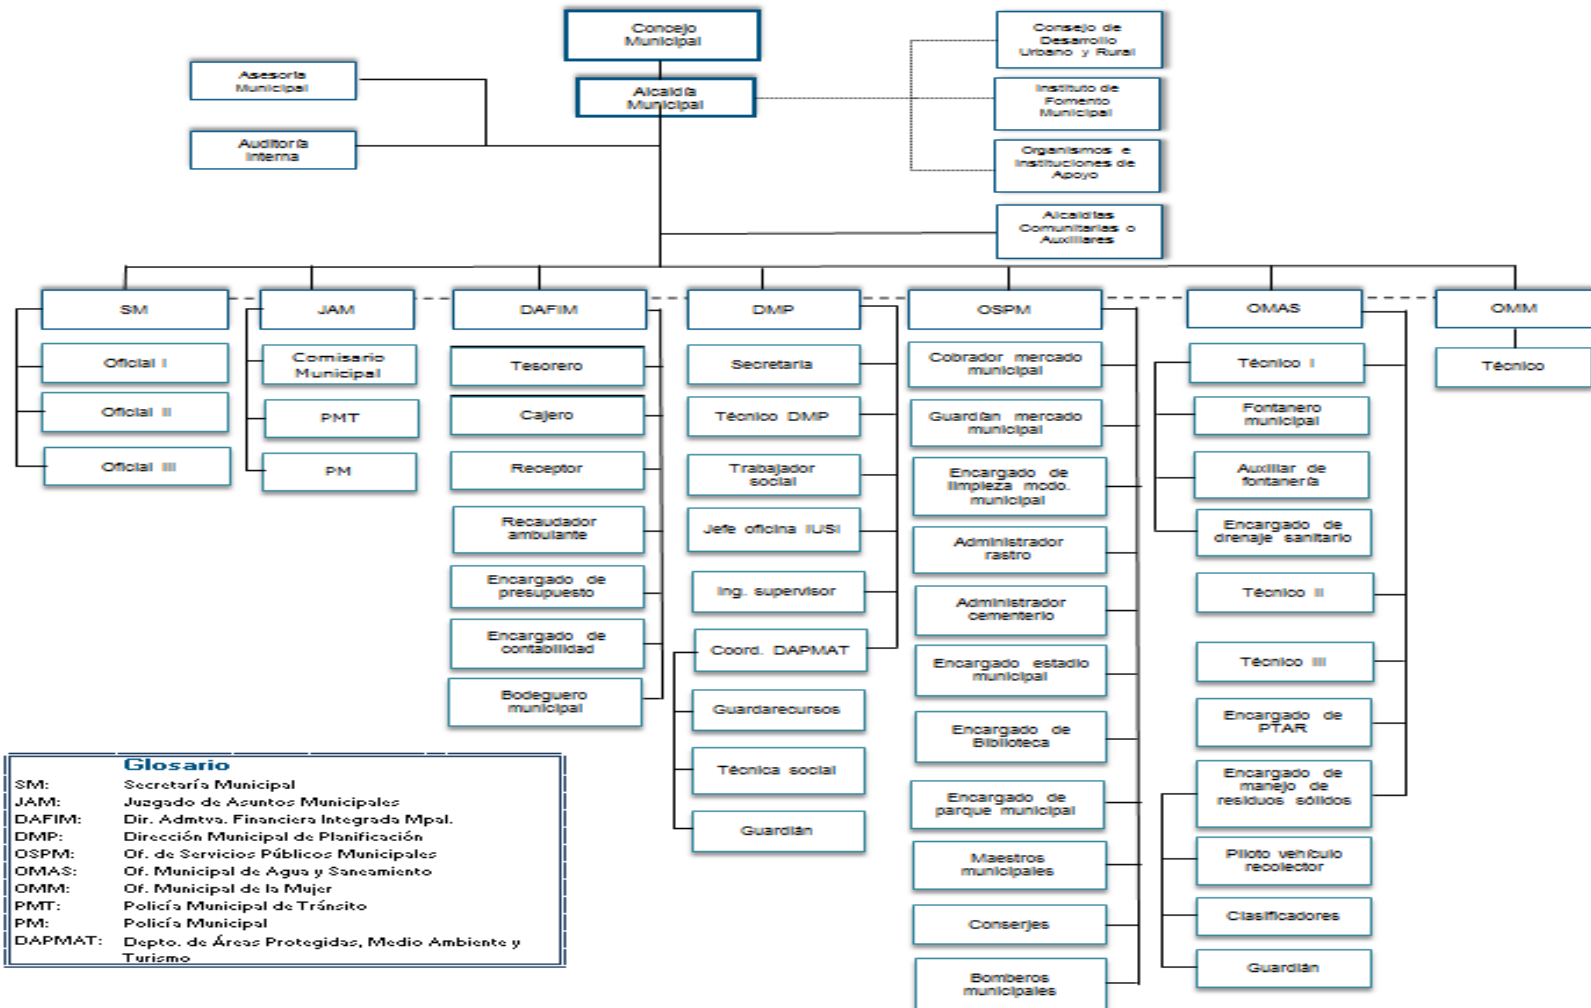 Concejo
Municipal
Consejo de
Desarrollo
Urbano y Rural
Asesoría
Municipal
Alcaldía
Municipal
Instituto de
Fomento
Municipal
Auditoría
Interna
Organismos e
Instituciones de
Apoyo
Alcaldías
Comunitarias o
Auxiliares
SM
Oficial I
Oficial II
Oficial III
JAM
Comisario
Municipal
PMT
PM
DAFIM
Tesorero
Cajero
Receptor
Recaudador
ambulante
Encargado de
presupuesto
Encargado de
contabilidad
Bodeguero
municipal
DMP
Secretaria
Técnico DMP
Trabajador
social
Jefe oficina IUSI
Ing. supervisor
Coord. DAPMAT
Guardarecursos
Técnica social
Guardián
OSPM
Cobrador mercado
municipal
Guardián mercado
municipal
Encargado de
limpieza mcdo.
municipal
Administrador
rastro
Administrador
cementerio
Encargado estadio
municipal
Encargado de
Biblioteca
Encargado de
parque municipal
Maestros
municipales
Conserjes
Bomberos
municipales
OMAS
Técnico I
Fontanero
municipal
Auxiliar de
fontanería
Encargado de
drenaje sanitario
Técnico II
Técnico III
Encargado de
PTAR
Encargado de
manejo de
residuos sólidos
Piloto vehículo
recolector
Clasificadores
Guardián
OMM
Técnico
Glosario
SM: Secretaría Municipal
JAM: Juzgado de Asuntos Municipales
DAFIM: Dir. Admtva. Financiera Integrada Mpal.
DMP: Dirección Municipal de Planificación
OSPM: Of. de Servicios Públicos Municipales
OMAS: Of. Municipal de Agua y Saneamiento
OMM: Of. Municipal de la Mujer
PMT: Policía Municipal de Tránsito
PM: Policía Municipal
DAPMAT: Depto. de Áreas Protegidas, Medio Ambiente y
Turismo